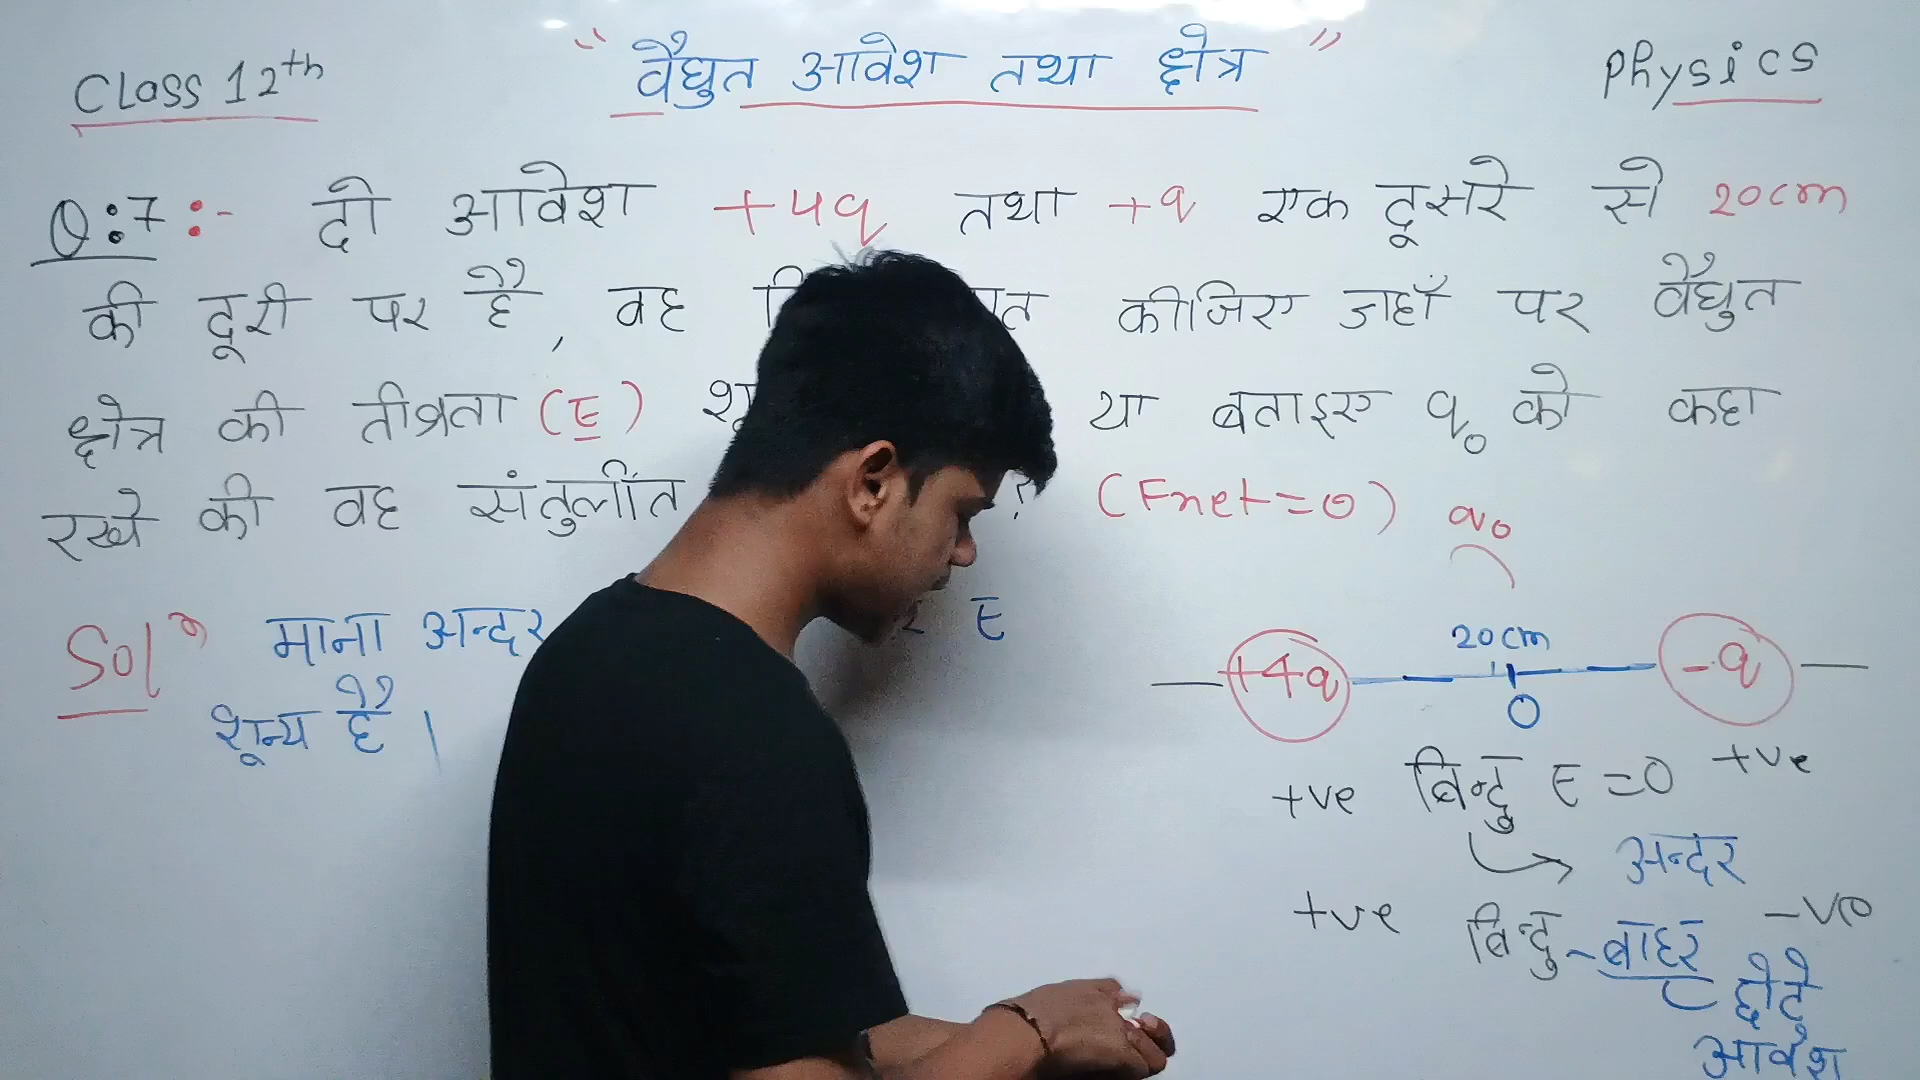 Class 12th
"वैद्युत आवेश तथा क्षेत्र"
Physics
Q:7:- दो आवेश +4q तथा +q एक दूसरे से 20cm
की दूरी पर है, वह कीजिए जहाँ पर वैद्युत
क्षेत्र की तीव्रता (E) या बताइए q₀ को कहा
रखे की वह संतुलीत ? (Fnet=0) q₀
Solⁿ माना अन्दर E
शून्य है।
20cm
+4q -q
O
+ve बिन्दु E=0 +ve
अन्दर
+ve बिन्दु-बाहर -ve
छोटे
आवेश